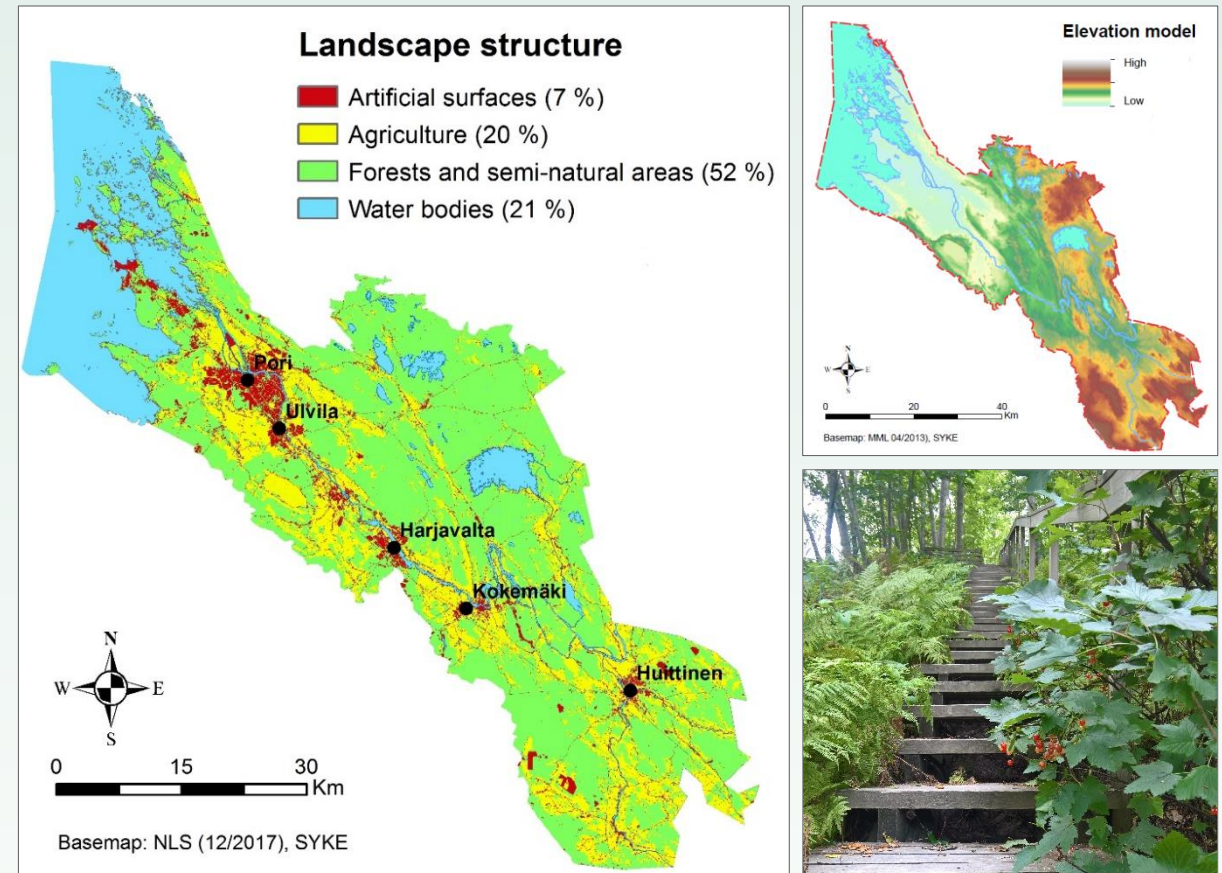 Landscape structure
Artificial surfaces (7 %)
Agriculture (20 %)
Forests and semi-natural areas (52 %)
Water bodies (21 %)
Pori
Ulvila
Harjavalta
Kokemäki
Huittinen
N
W E
S
0 15 30
Km
Basemap: NLS (12/2017), SYKE
Elevation model
High
Low
N
W E
S
0 20 40
Km
Basemap: MML 04/2013), SYKE